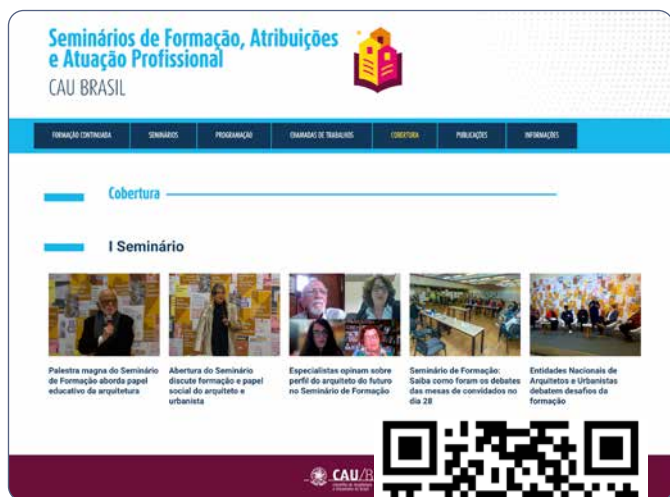 Seminários de Formação, Atribuições
e Atuação Profissional
CAU BRASIL
FORMAÇÃO CONTINUADA
SEMINÁRIOS
PROGRAMAÇÃO
CHAMADAS DE TRABALHOS
COBERTURA
PUBLICAÇÕES
INFORMAÇÕES
Cobertura
I Seminário
Palestra magna do Seminário
de Formação aborda papel
educativo da arquitetura
Abertura do Seminário
discute formação e papel
social do arquiteto e
urbanista
Especialistas opinam sobre
perfil do arquiteto do futuro
no Seminário de Formação
Seminário de Formação:
Saiba como foram os debates
das mesas de convidados no
dia 28
Entidades Nacionais de
Arquitetos e Urbanistas
debatem desafios da
formação
CAU/B